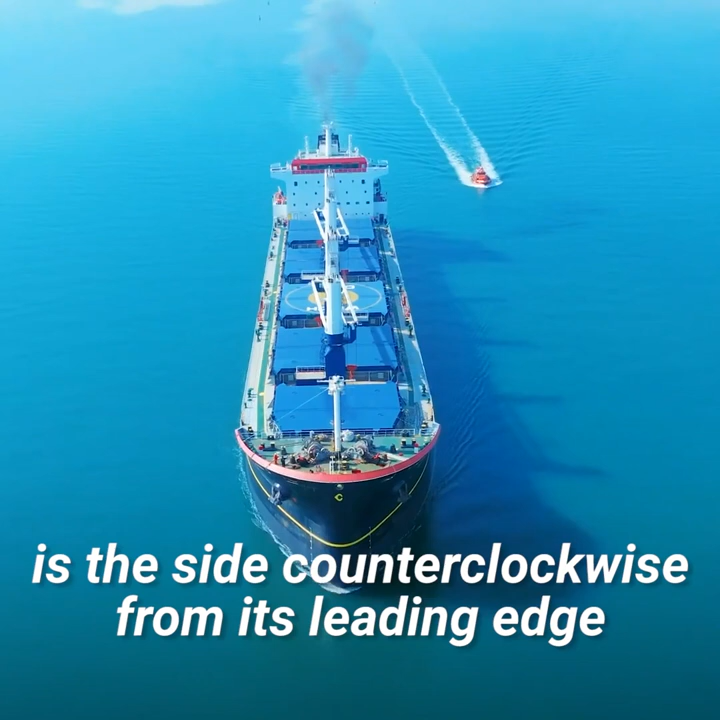 is the side counterclockwise
from its leading edge